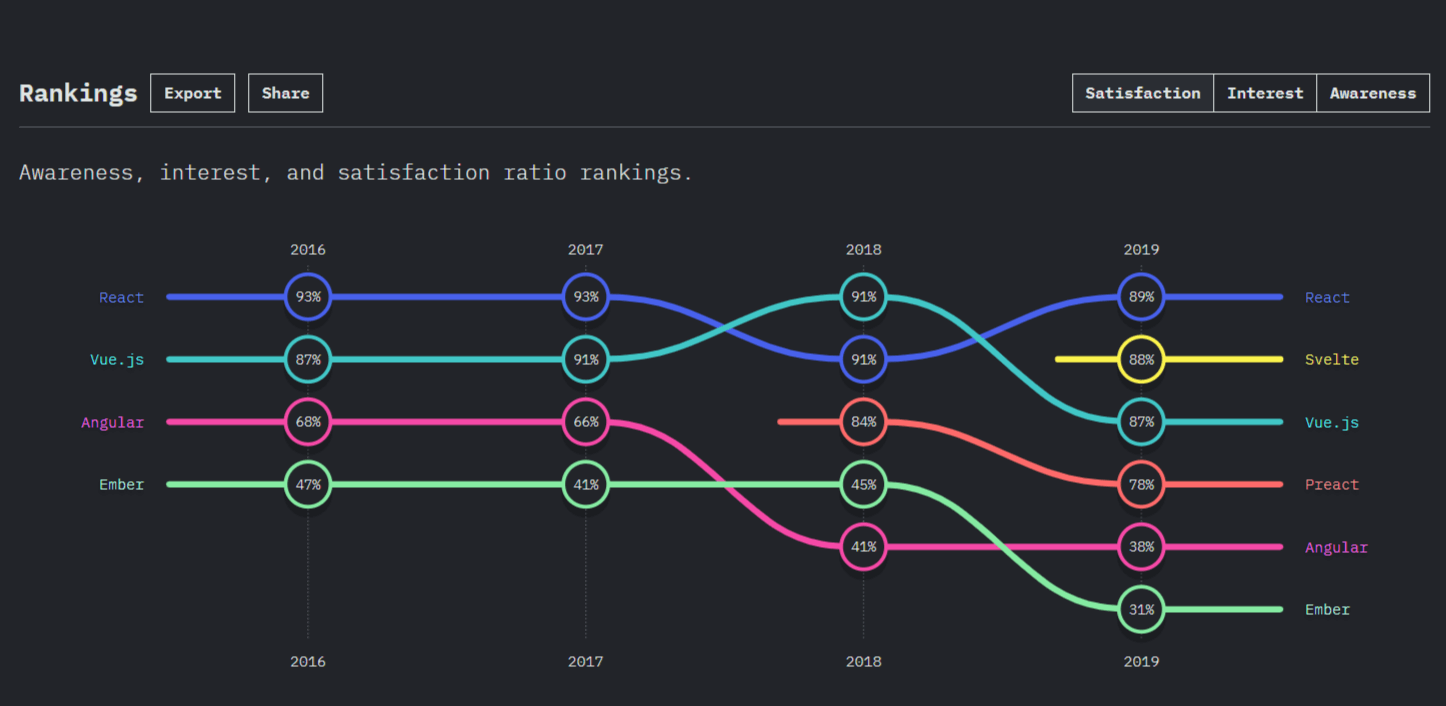 Rankings Export Share Satisfaction Interest Awareness
Awareness, interest, and satisfaction ratio rankings.
2016 2017 2018 2019
React 93% 93% 91% 89% React
Vue.js 87% 91% 91% 88% Svelte
Angular 68% 66% 84% 87% Vue.js
Ember 47% 41% 45% 78% Preact
41% 38% Angular
31% Ember
2016 2017 2018 2019